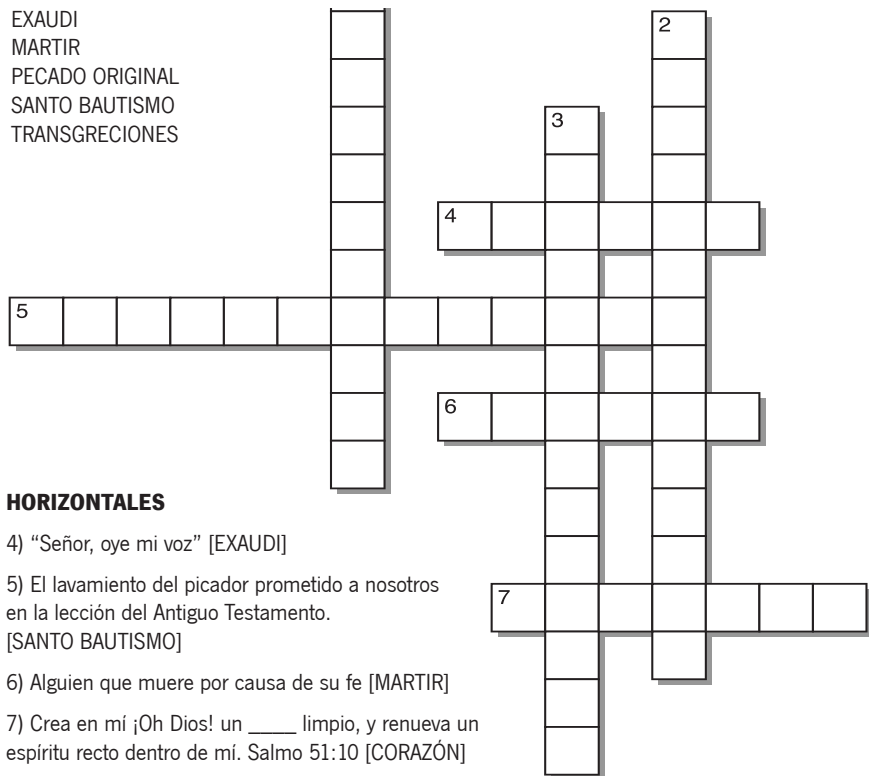 EXAUDI
MARTIR
PECADO ORIGINAL
SANTO BAUTISMO
TRANSGRECIONES
2
3
4
5
6
7
HORIZONTALES
4) “Señor, oye mi voz” [EXAUDI]
5) El lavamiento del picador prometido a nosotros
en la lección del Antiguo Testamento.
[SANTO BAUTISMO]
6) Alguien que muere por causa de su fe [MARTIR]
7) Crea en mí ¡Oh Dios! un ____ limpio, y renueva un
espíritu recto dentro de mí. Salmo 51:10 [CORAZÓN]